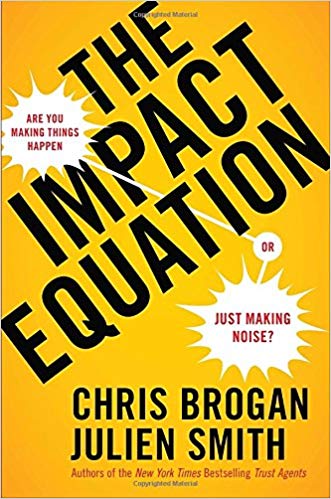 THE
IMPACT
EQUATION
ARE YOU
MAKING THINGS
HAPPEN
OR
JUST MAKING
NOISE?
CHRIS BROGAN
JULIEN SMITH
Authors of the New York Times Bestselling Trust Agents